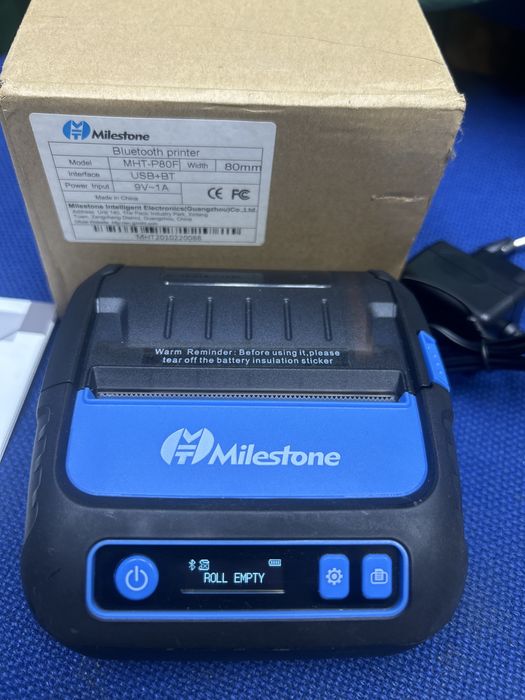 Milestone
Bluetooth printer
Model MHT-P80F Width 80mm
Interface USB+BT
Power Input 9V⎓1A
Made in China
CE FC
Milestone Intelligent Electronics(Guangzhou)Co.,Ltd.
MHT2010220088
Warm Reminder: Before using it,please
tear off the battery insulation sticker
Milestone
ROLL EMPTY